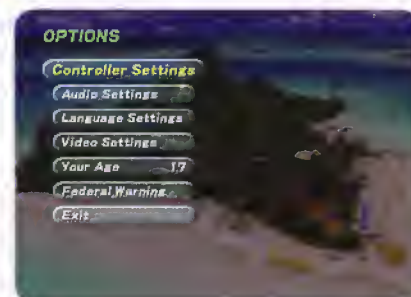 OPTIONS
Controller Settings
Audio Settings
Language Settings
Video Settings
Your Age 17
Federal Warning
Exit